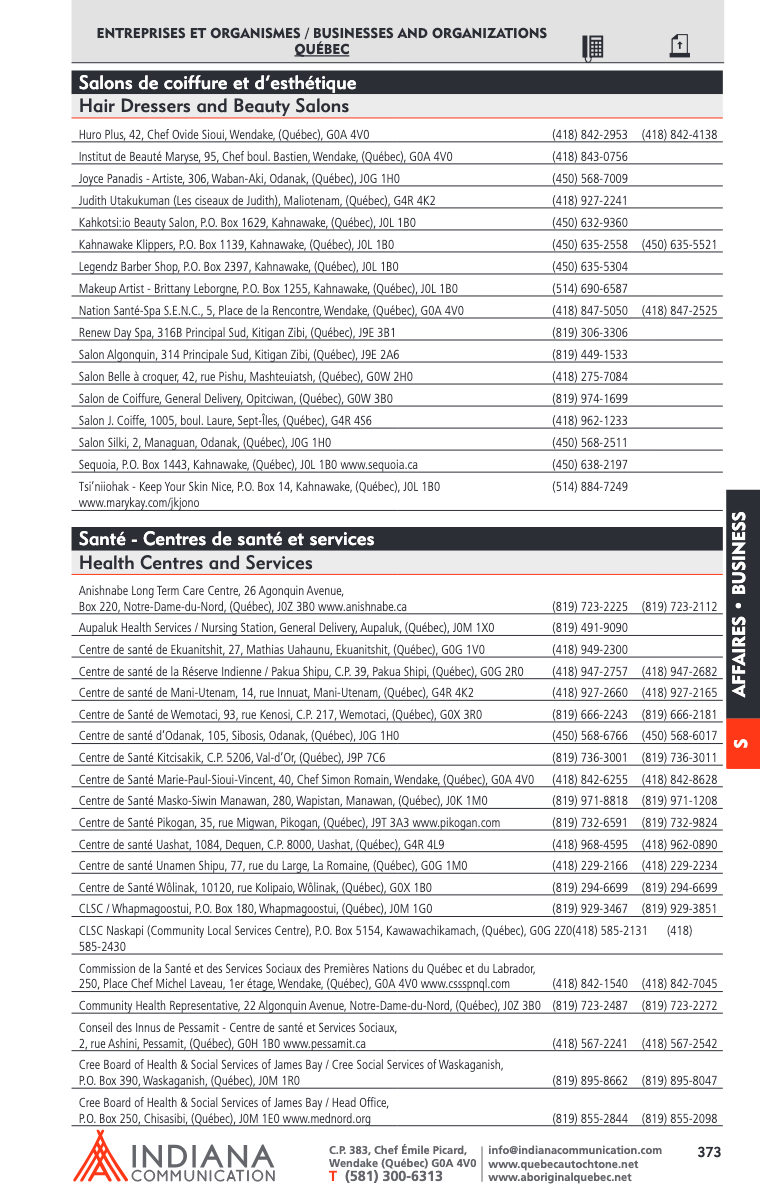 ENTREPRISES ET ORGANISMES / BUSINESSES AND ORGANIZATIONS
QUÉBEC
Salons de coiffure et d’esthétique
Hair Dressers and Beauty Salons
Huro Plus, 42, Chef Ovide Sioui, Wendake, (Québec), G0A 4V0 (418) 842-2953 (418) 842-4138
Institut de Beauté Maryse, 95, Chef boul. Bastien, Wendake, (Québec), G0A 4V0 (418) 843-0756
Joyce Panadis - Artiste, 306, Waban-Aki, Odanak, (Québec), J0G 1H0 (450) 568-7009
Judith Utakukuman (Les ciseaux de Judith), Maliotenam, (Québec), G4R 4K2 (418) 927-2241
Kahkotsi:io Beauty Salon, P.O. Box 1629, Kahnawake, (Québec), J0L 1B0 (450) 632-9360
Kahnawake Klippers, P.O. Box 1139, Kahnawake, (Québec), J0L 1B0 (450) 635-2558 (450) 635-5521
Legendz Barber Shop, P.O. Box 2397, Kahnawake, (Québec), J0L 1B0 (450) 635-5304
Makeup Artist - Brittany Leborgne, P.O. Box 1255, Kahnawake, (Québec), J0L 1B0 (514) 690-6587
Nation Santé-Spa S.E.N.C., 5, Place de la Rencontre, Wendake, (Québec), G0A 4V0 (418) 847-5050 (418) 847-2525
Renew Day Spa, 316B Principal Sud, Kitigan Zibi, (Québec), J9E 3B1 (819) 306-3306
Salon Algonquin, 314 Principale Sud, Kitigan Zibi, (Québec), J9E 2A6 (819) 449-1533
Salon Belle à croquer, 42, rue Pishu, Mashteuiatsh, (Québec), G0W 2H0 (418) 275-7084
Salon de Coiffure, General Delivery, Opitciwan, (Québec), G0W 3B0 (819) 974-1699
Salon J. Coiffe, 1005, boul. Laure, Sept-Îles, (Québec), G4R 4S6 (418) 962-1233
Salon Silki, 2, Managuan, Odanak, (Québec), J0G 1H0 (450) 568-2511
Sequoia, P.O. Box 1443, Kahnawake, (Québec), J0L 1B0 www.sequoia.ca (450) 638-2197
Tsi’niiohak - Keep Your Skin Nice, P.O. Box 14, Kahnawake, (Québec), J0L 1B0 (514) 884-7249
www.marykay.com/jkjono
Santé - Centres de santé et services
Health Centres and Services
Anishnabe Long Term Care Centre, 26 Agonquin Avenue,
Box 220, Notre-Dame-du-Nord, (Québec), J0Z 3B0 www.anishnabe.ca (819) 723-2225 (819) 723-2112
Aupaluk Health Services / Nursing Station, General Delivery, Aupaluk, (Québec), J0M 1X0 (819) 491-9090
Centre de santé de Ekuanitshit, 27, Mathias Uahaunu, Ekuanitshit, (Québec), G0G 1V0 (418) 949-2300
Centre de santé de la Réserve Indienne / Pakua Shipu, C.P. 39, Pakua Shipi, (Québec), G0G 2R0 (418) 947-2757 (418) 947-2682
Centre de santé de Mani-Utenam, 14, rue Innuat, Mani-Utenam, (Québec), G4R 4K2 (418) 927-2660 (418) 927-2165
Centre de Santé de Wemotaci, 93, rue Kenosi, C.P. 217, Wemotaci, (Québec), G0X 3R0 (819) 666-2243 (819) 666-2181
Centre de santé d’Odanak, 105, Sibosis, Odanak, (Québec), J0G 1H0 (450) 568-6766 (450) 568-6017
Centre de Santé Kitcisakik, C.P. 5206, Val-d’Or, (Québec), J9P 7C6 (819) 736-3001 (819) 736-3011
Centre de Santé Marie-Paul-Sioui-Vincent, 40, Chef Simon Romain, Wendake, (Québec), G0A 4V0 (418) 842-6255 (418) 842-8628
Centre de Santé Masko-Siwin Manawan, 280, Wapistan, Manawan, (Québec), J0K 1M0 (819) 971-8818 (819) 971-1208
Centre de Santé Pikogan, 35, rue Migwan, Pikogan, (Québec), J9T 3A3 www.pikogan.com (819) 732-6591 (819) 732-9824
Centre de santé Uashat, 1084, Dequen, C.P. 8000, Uashat, (Québec), G4R 4L9 (418) 968-4595 (418) 962-0890
Centre de santé Unamen Shipu, 77, rue du Large, La Romaine, (Québec), G0G 1M0 (418) 229-2166 (418) 229-2234
Centre de Santé Wôlinak, 10120, rue Kolipaio, Wôlinak, (Québec), G0X 1B0 (819) 294-6699 (819) 294-6699
CLSC / Whapmagoostui, P.O. Box 180, Whapmagoostui, (Québec), J0M 1G0 (819) 929-3467 (819) 929-3851
CLSC Naskapi (Community Local Services Centre), P.O. Box 5154, Kawawachikamach, (Québec), G0G 2Z0(418) 585-2131 (418)
585-2430
Commission de la Santé et des Services Sociaux des Premières Nations du Québec et du Labrador,
250, Place Chef Michel Laveau, 1er étage, Wendake, (Québec), G0A 4V0 www.cssspnql.com (418) 842-1540 (418) 842-7045
Community Health Representative, 22 Algonquin Avenue, Notre-Dame-du-Nord, (Québec), J0Z 3B0 (819) 723-2487 (819) 723-2272
Conseil des Innus de Pessamit - Centre de santé et Services Sociaux,
2, rue Ashini, Pessamit, (Québec), G0H 1B0 www.pessamit.ca (418) 567-2241 (418) 567-2542
Cree Board of Health & Social Services of James Bay / Cree Social Services of Waskaganish,
P.O. Box 390, Waskaganish, (Québec), J0M 1R0 (819) 895-8662 (819) 895-8047
Cree Board of Health & Social Services of James Bay / Head Office,
P.O. Box 250, Chisasibi, (Québec), J0M 1E0 www.mednord.org (819) 855-2844 (819) 855-2098
AFFAIRES • BUSINESS
S
INDIANA
COMMUNICATION
C.P. 383, Chef Émile Picard,
Wendake (Québec) G0A 4V0
T (581) 300-6313
info@indianacommunication.com
www.quebecautochtone.net
www.aboriginalquebec.net
373